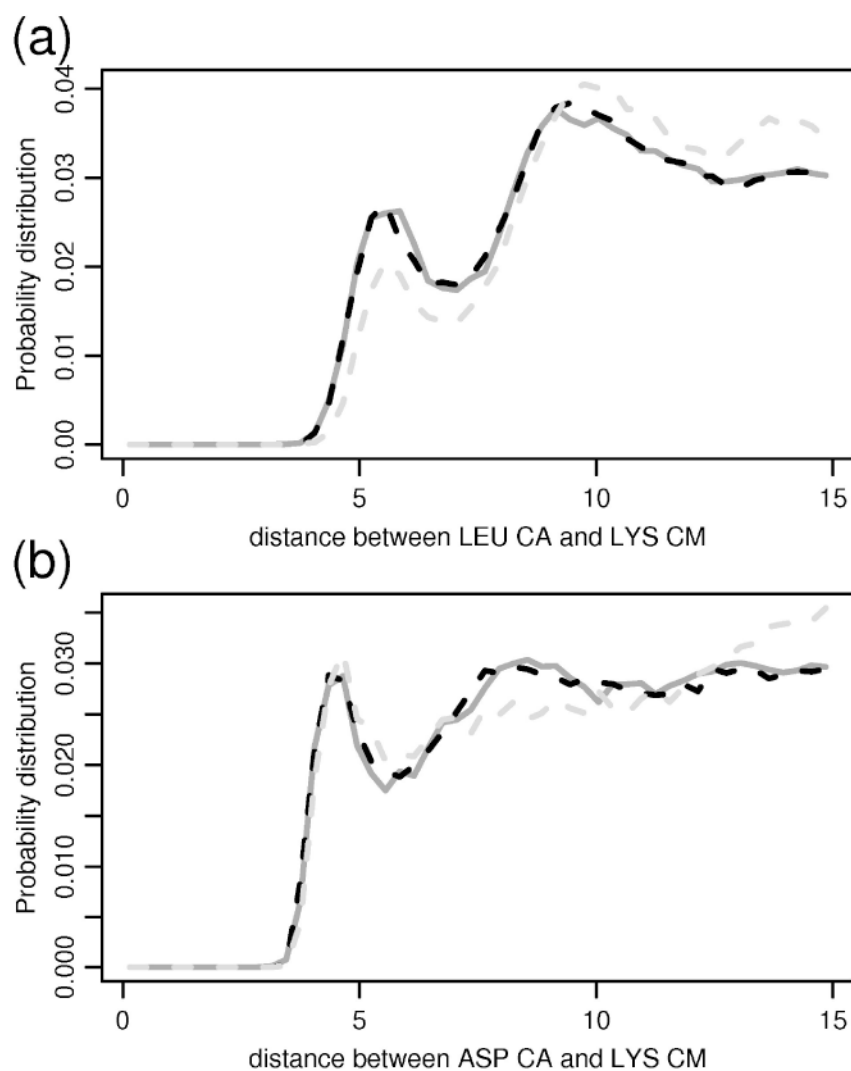 (a)
Probability distribution
0.04
0.03
0.02
0.01
0.00
0 5 10 15
distance between LEU CA and LYS CM
(b)
Probability distribution
0.030
0.020
0.010
0.000
0 5 10 15
distance between ASP CA and LYS CM